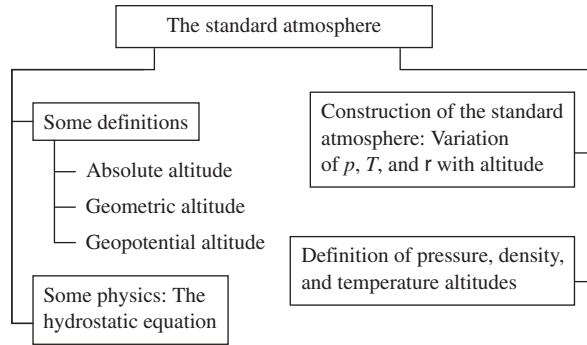 The standard atmosphere
Some definitions
Absolute altitude
Geometric altitude
Geopotential altitude
Some physics: The
hydrostatic equation
Construction of the standard
atmosphere: Variation
of p, T, and r with altitude
Definition of pressure, density,
and temperature altitudes